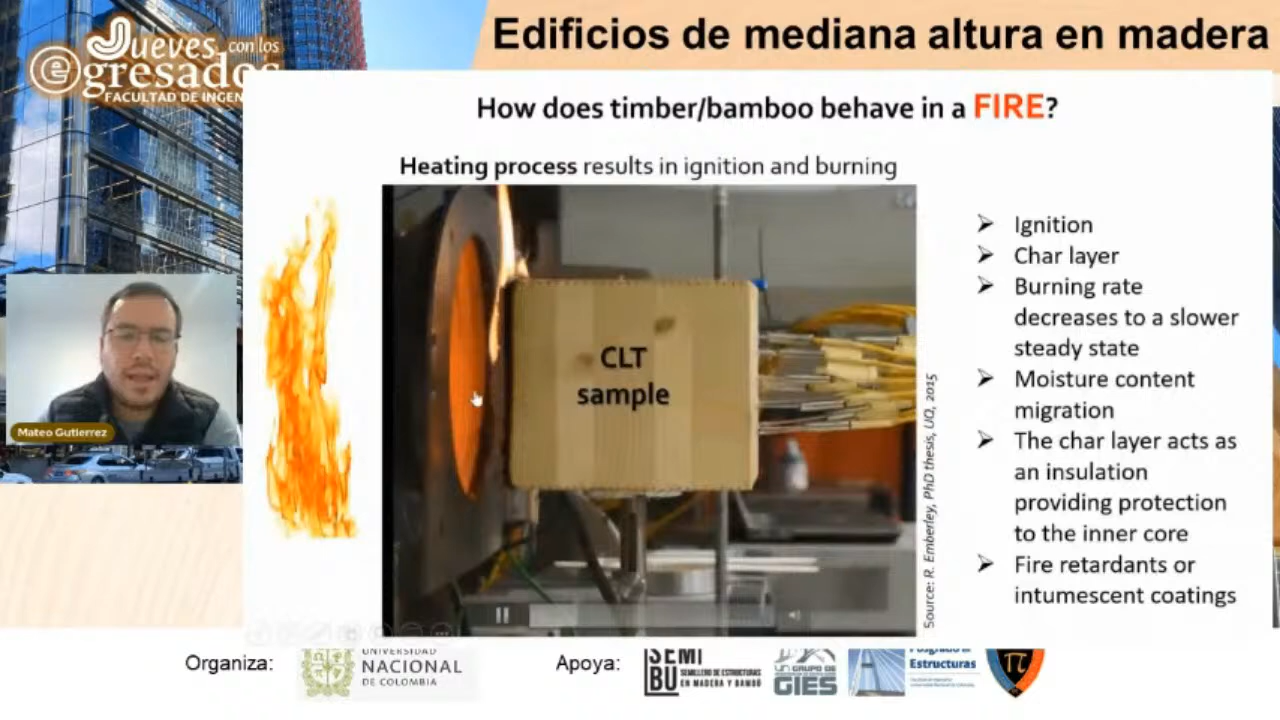 Edificios de mediana altura en madera
Jueves con los
egresados
FACULTAD DE INGEN
How does timber/bamboo behave in a FIRE?
Heating process results in ignition and burning
CLT
sample
Source: R. Emberley, PhD thesis, UQ, 2015
➢ Ignition
➢ Char layer
➢ Burning rate
decreases to a slower
steady state
➢ Moisture content
migration
➢ The char layer acts as
an insulation
providing protection
to the inner core
➢ Fire retardants or
intumescent coatings
Mateo Gutierrez
Organiza:
UNIVERSIDAD
NACIONAL
DE COLOMBIA
Apoya:
SEMI
BU
SEMILLERO DE ESTRUCTURAS
EN MADERA Y BAMBÚ
UN GRUPO DE
GIES
Posgrado de
Estructuras